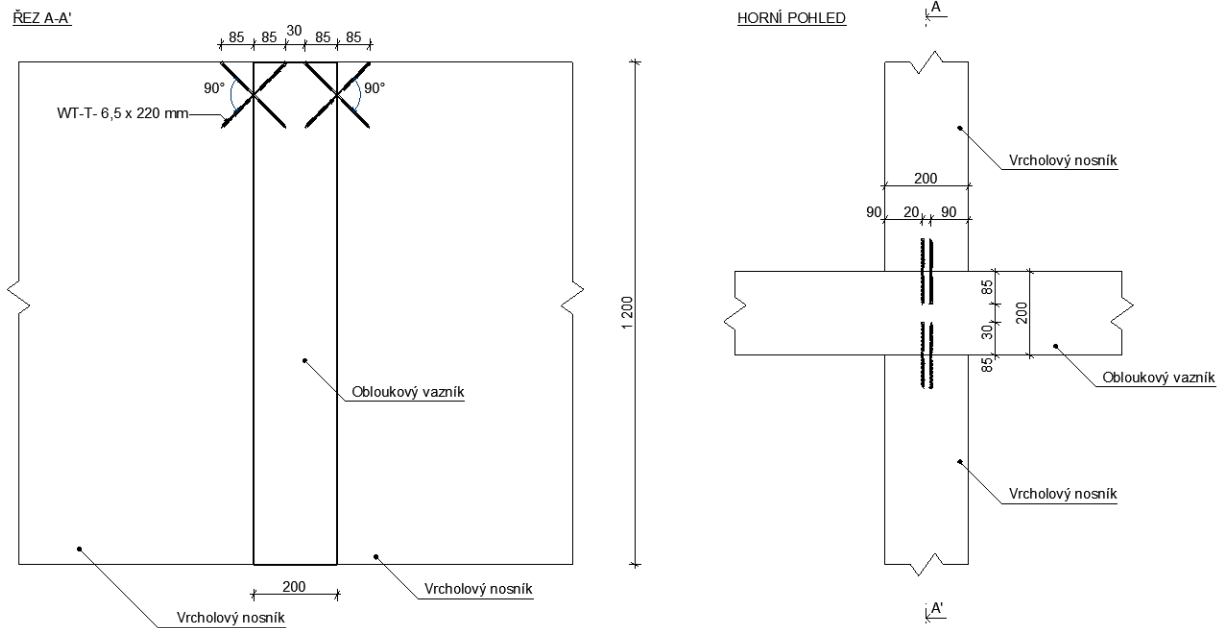 ŘEZ A-A'
85 85 30 85 85
90°
90°
WT-T- 6,5 x 220 mm
1 200
Obloukový vazník
200
Vrcholový nosník
Vrcholový nosník
HORNÍ POHLED
A
Vrcholový nosník
200
90 20 90
85
30
85
200
Obloukový vazník
Vrcholový nosník
A'